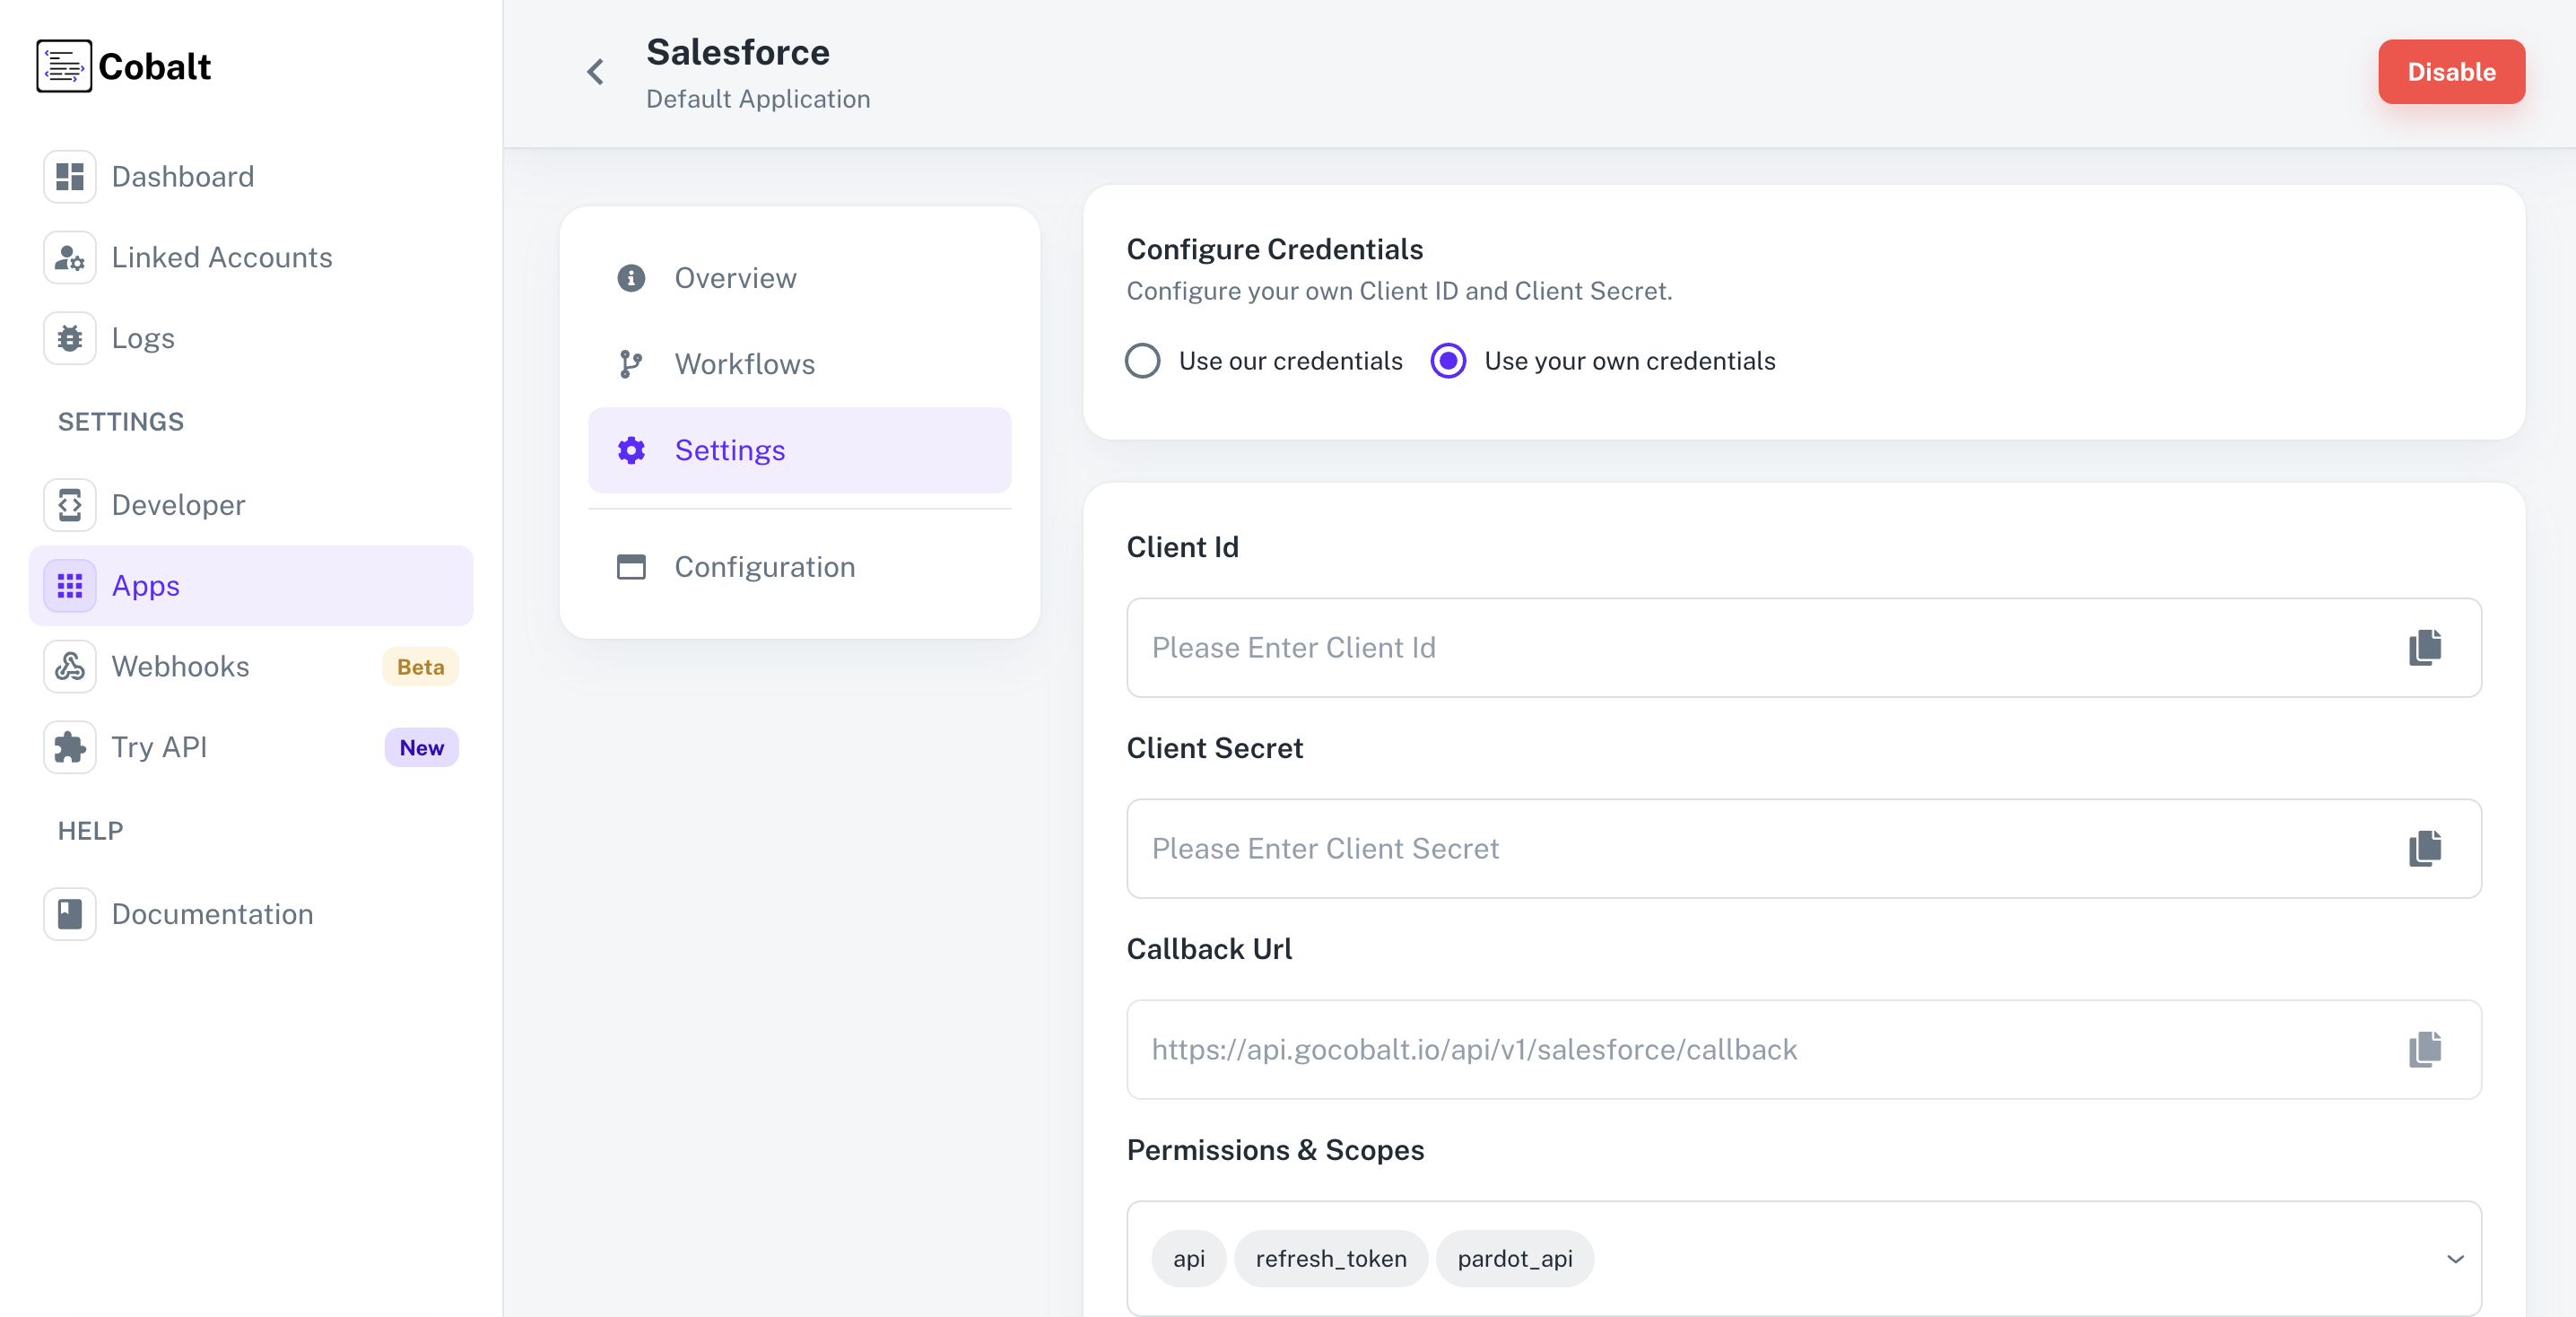 Cobalt
Dashboard
Linked Accounts
Logs
SETTINGS
Developer
Apps
Webhooks Beta
Try API New
HELP
Documentation
Salesforce
Default Application
Disable
Overview
Workflows
Settings
Configuration
Configure Credentials
Configure your own Client ID and Client Secret.
Use our credentials Use your own credentials
Client Id
Please Enter Client Id
Client Secret
Please Enter Client Secret
Callback Url
https://api.gocobalt.io/api/v1/salesforce/callback
Permissions & Scopes
api refresh_token pardot_api